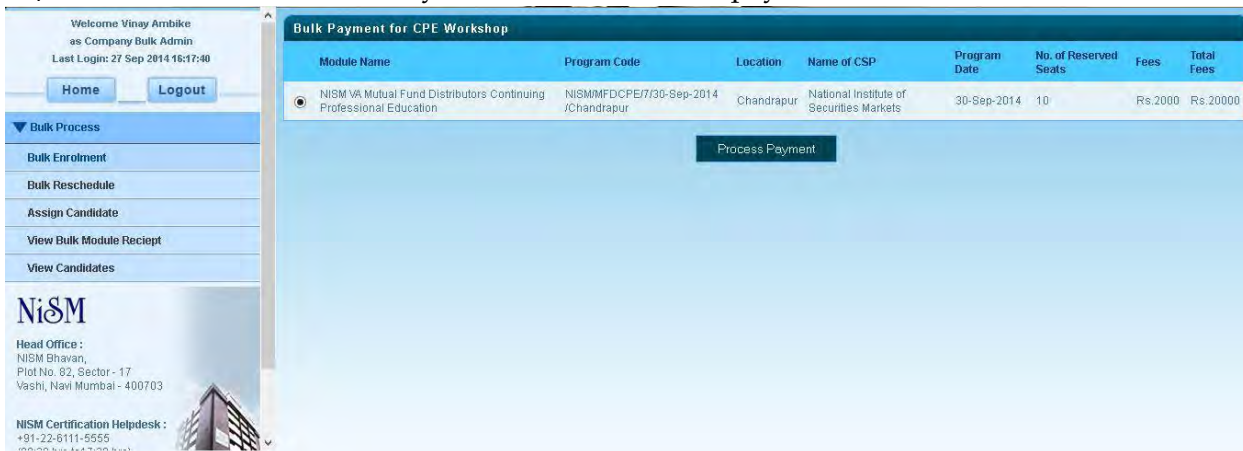 Welcome Vinay Ambike
as Company Bulk Admin
Last Login: 27 Sep 2014 16:17:40
Home Logout
Bulk Process
Bulk Enrolment
Bulk Reschedule
Assign Candidate
View Bulk Module Reciept
View Candidates
NiSM
Head Office :
NISM Bhavan,
Plot No. 82, Sector - 17
Vashi, Navi Mumbai - 400703
NISM Certification Helpdesk :
+91-22-6111-5555
Bulk Payment for CPE Workshop
Module Name Program Code Location Name of CSP Program Date No. of Reserved Seats Fees Total Fees
NISM VA Mutual Fund Distributors Continuing NISM/MFDCPE/7/30-Sep-2014 Chandrapur National Institute of 30-Sep-2014 10 Rs.2000 Rs.20000
Professional Education /Chandrapur Securities Markets
Process Payment